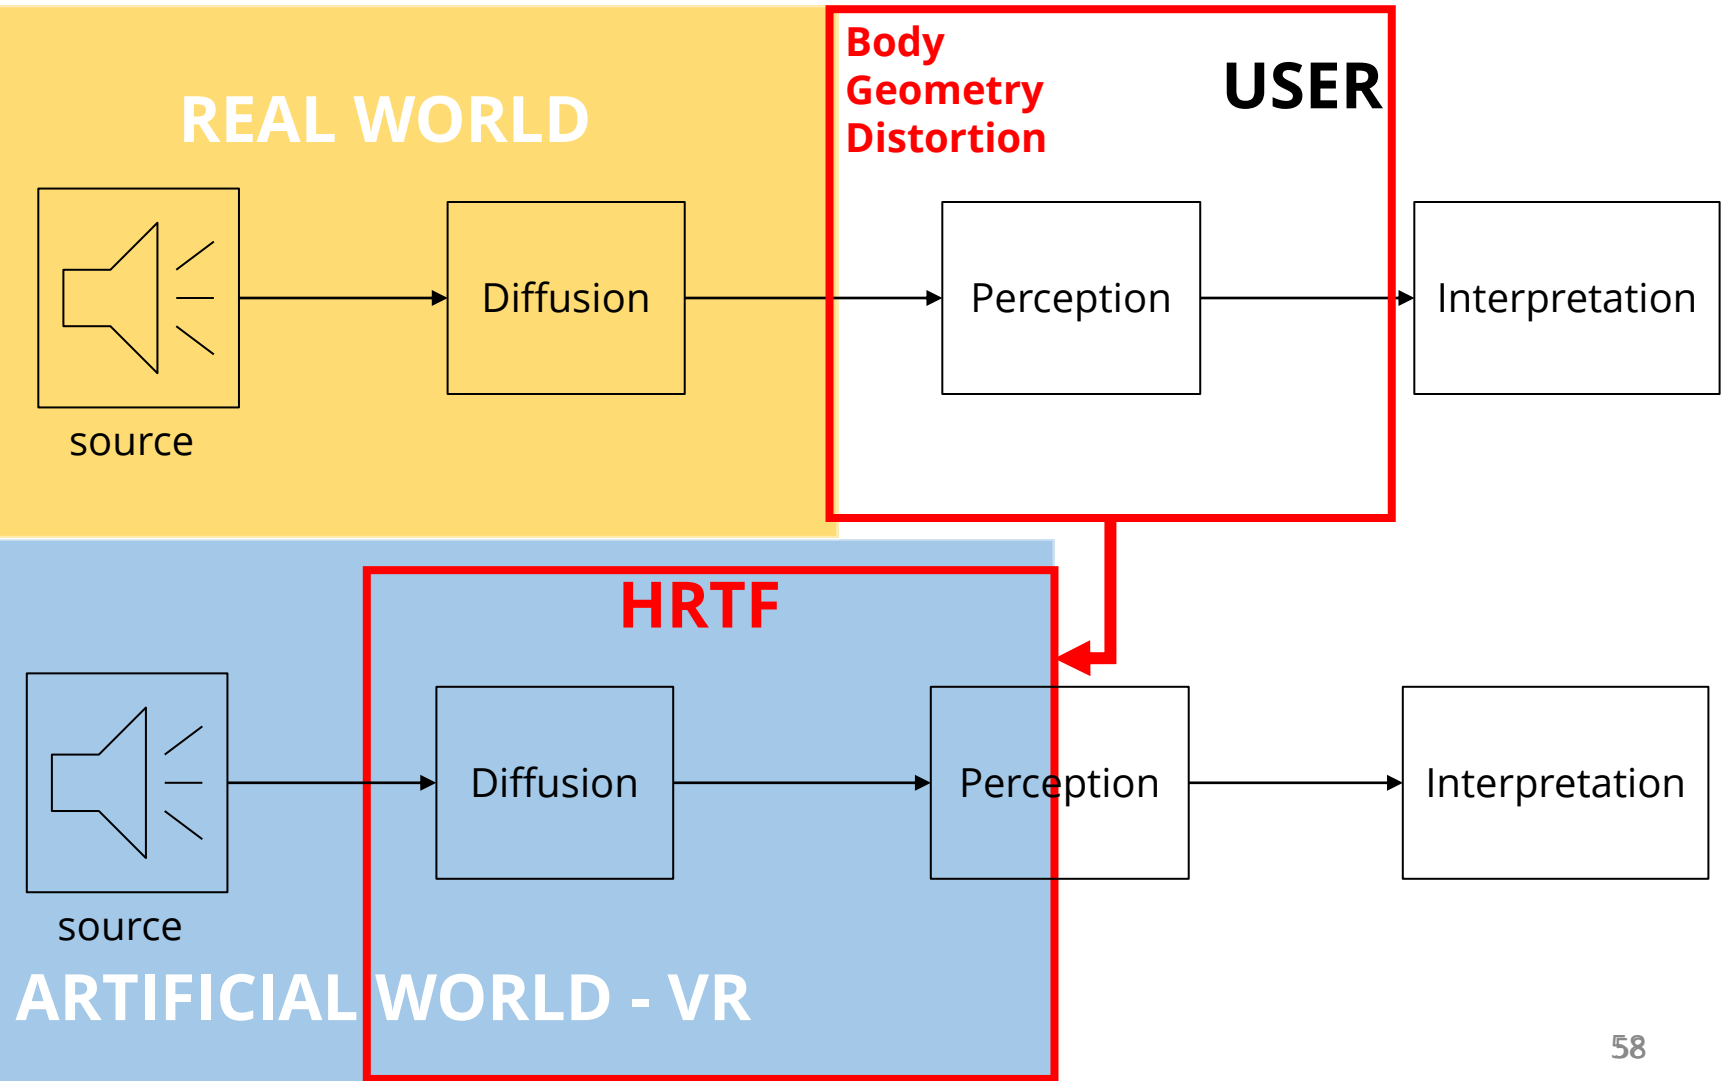 Body
Geometry
Distortion
USER
REAL WORLD
Diffusion
Perception
Interpretation
source
HRTF
Diffusion
Perception
Interpretation
source
ARTIFICIAL WORLD - VR
58